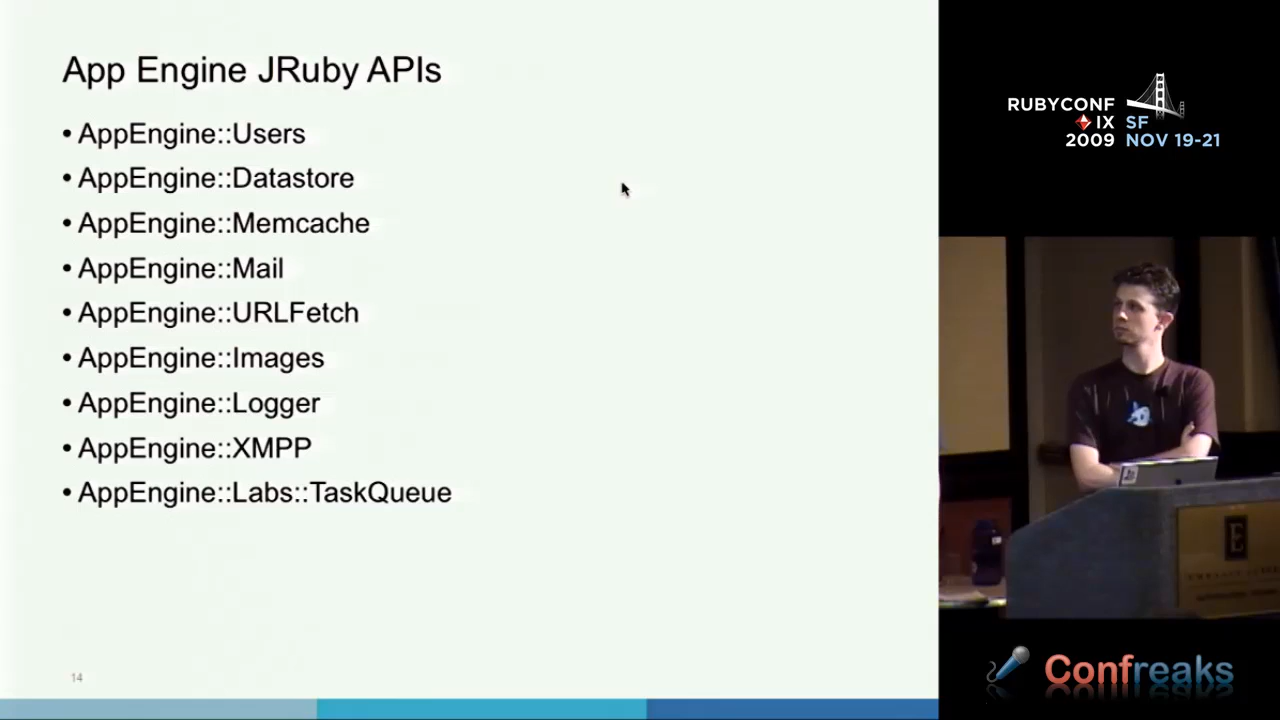 App Engine JRuby APIs
• AppEngine::Users
• AppEngine::Datastore
• AppEngine::Memcache
• AppEngine::Mail
• AppEngine::URLFetch
• AppEngine::Images
• AppEngine::Logger
• AppEngine::XMPP
• AppEngine::Labs::TaskQueue
14
RUBYCONF
IX SF
2009 NOV 19-21
E
Confreaks